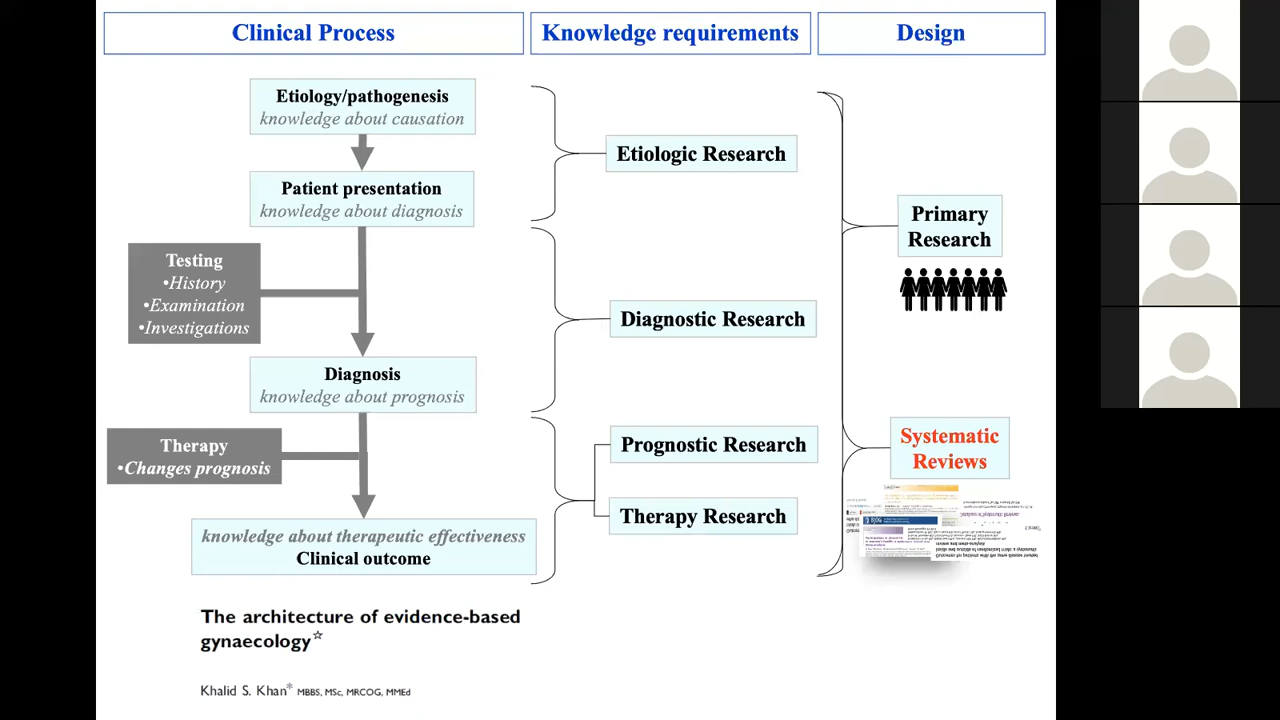 Clinical Process
Knowledge requirements
Design
Etiology/pathogenesis
knowledge about causation
Patient presentation
knowledge about diagnosis
Testing
•History
•Examination
•Investigations
Diagnosis
knowledge about prognosis
Therapy
•Changes prognosis
knowledge about therapeutic effectiveness
Clinical outcome
Etiologic Research
Diagnostic Research
Prognostic Research
Therapy Research
Primary
Research
Systematic
Reviews
The architecture of evidence-based
gynaecology☆
Khalid S. Khan* MBBS, MSc, MRCOG, MMEd